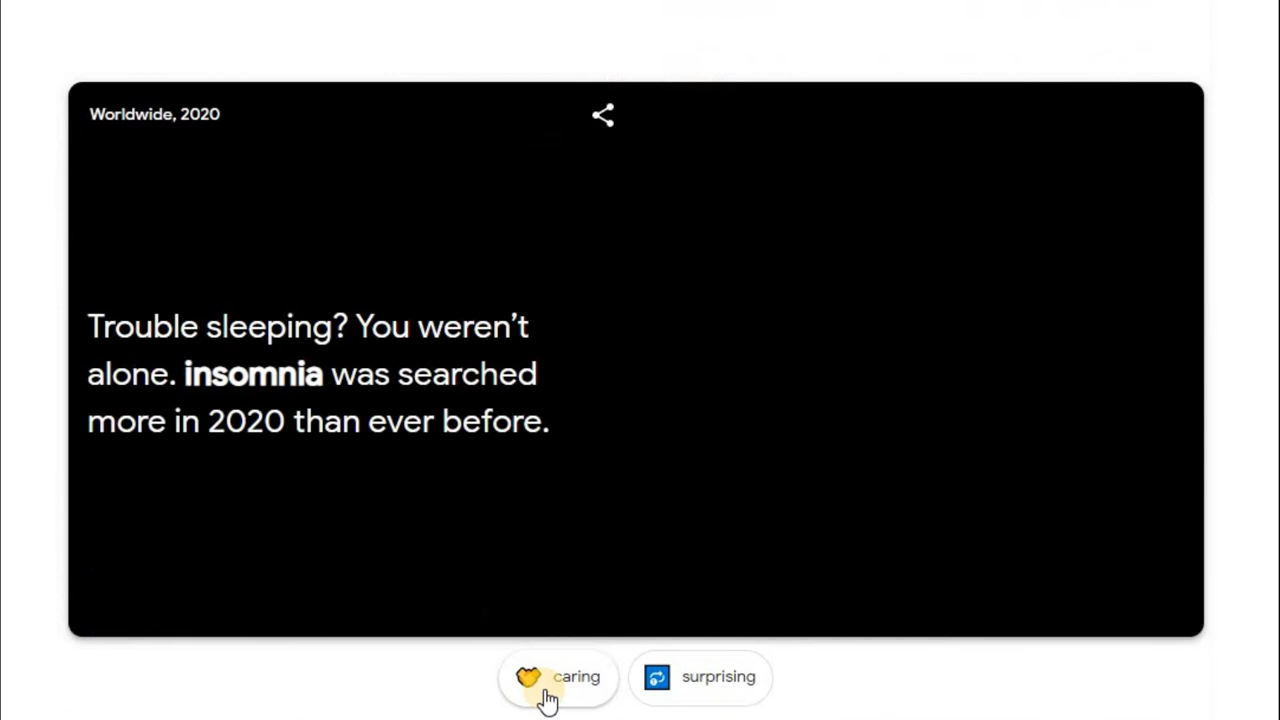 Worldwide, 2020
Trouble sleeping? You weren’t
alone. insomnia was searched
more in 2020 than ever before.
caring
surprising